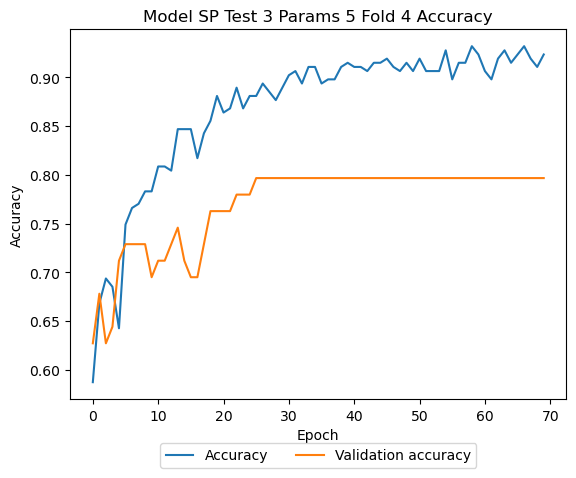 Model SP Test 3 Params 5 Fold 4 Accuracy
Accuracy
0.90
0.85
0.80
0.75
0.70
0.65
0.60
0 10 20 30 40 50 60 70
Epoch
Accuracy Validation accuracy